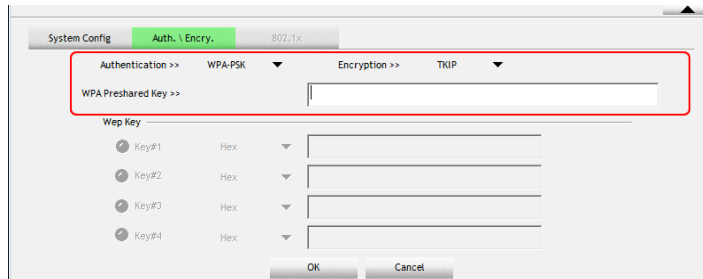 System Config Auth. \ Encry. 802.1x
Authentication >> WPA-PSK Encryption >> TKIP
WPA Preshared Key >>
Wep Key
Key#1 Hex
Key#2 Hex
Key#3 Hex
Key#4 Hex
OK Cancel